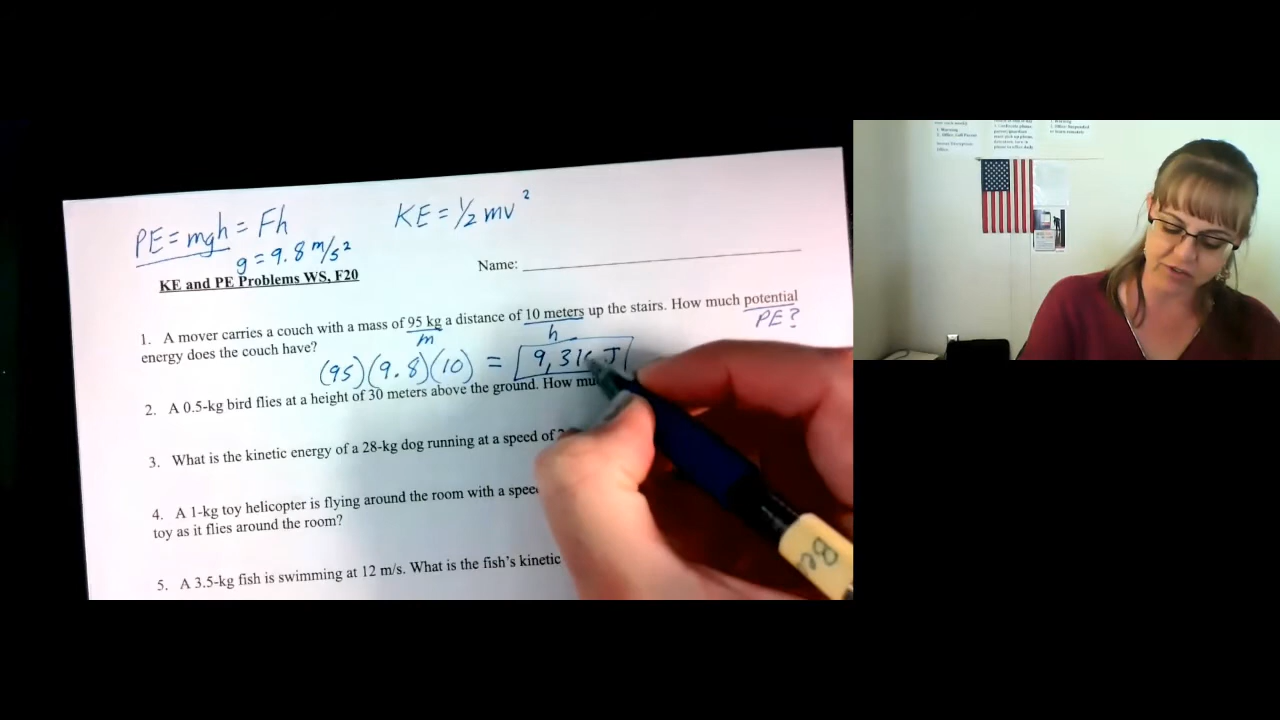 PE = mgh = Fh
KE = 1/2 mv²
g = 9.8 m/s²
KE and PE Problems WS, F20
Name:
1. A mover carries a couch with a mass of 95 kg a distance of 10 meters up the stairs. How much potential
energy does the couch have?
m
h
PE?
(95)(9.8)(10) = 9,310 J
2. A 0.5-kg bird flies at a height of 30 meters above the ground. How
3. What is the kinetic energy of a 28-kg dog running at a speed of
4. A 1-kg toy helicopter is flying around the room with a
toy as it flies around the room?
5. A 3.5-kg fish is swimming at 12 m/s. What is the fish's kinetic